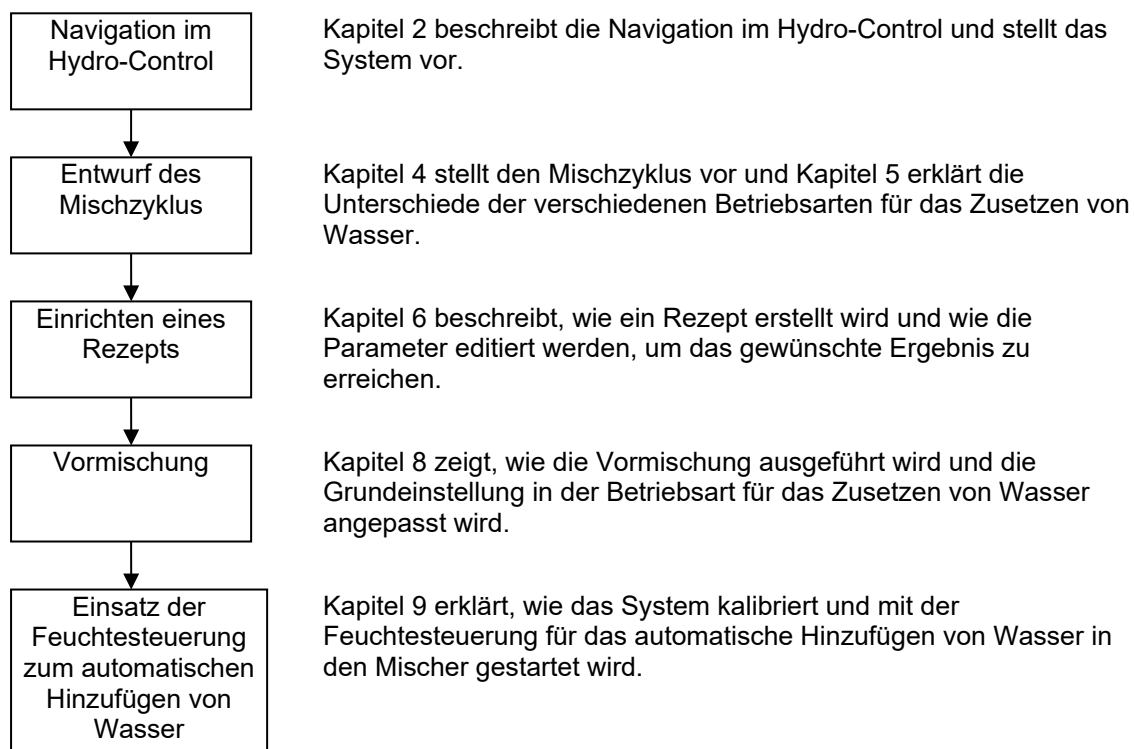 Navigation im
Hydro-Control
Kapitel 2 beschreibt die Navigation im Hydro-Control und stellt das
System vor.
Entwurf des
Mischzyklus
Kapitel 4 stellt den Mischzyklus vor und Kapitel 5 erklärt die
Unterschiede der verschiedenen Betriebsarten für das Zusetzen von
Wasser.
Einrichten eines
Rezepts
Kapitel 6 beschreibt, wie ein Rezept erstellt wird und wie die
Parameter editiert werden, um das gewünschte Ergebnis zu
erreichen.
Vormischung
Kapitel 8 zeigt, wie die Vormischung ausgeführt wird und die
Grundeinstellung in der Betriebsart für das Zusetzen von Wasser
angepasst wird.
Einsatz der
Feuchtesteuerung
zum automatischen
Hinzufügen von
Wasser
Kapitel 9 erklärt, wie das System kalibriert und mit der
Feuchtesteuerung für das automatische Hinzufügen von Wasser in
den Mischer gestartet wird.